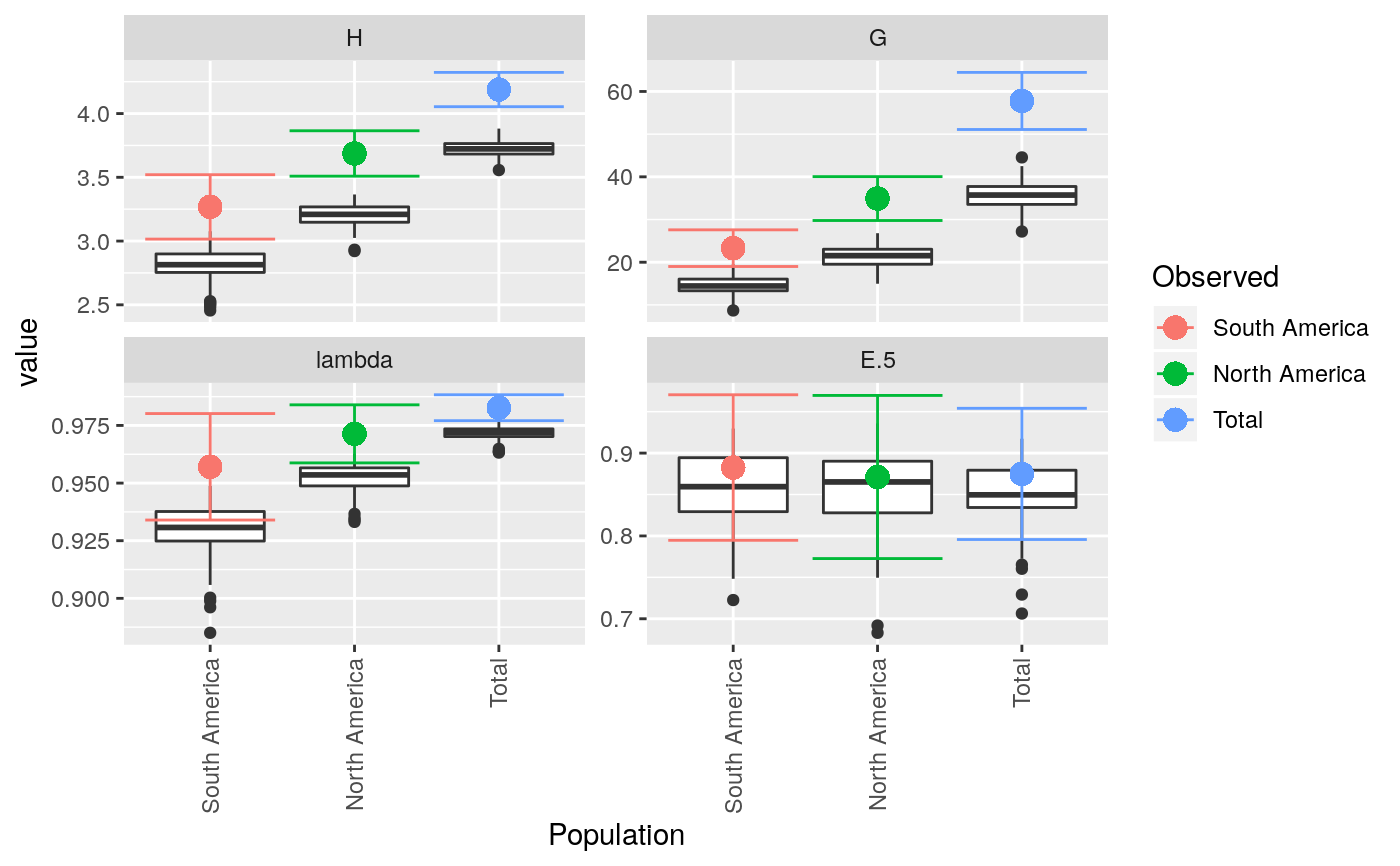 H
G
4.0
3.5
3.0
2.5
60
40
20
lambda
E.5
0.975
0.950
0.925
0.900
0.9
0.8
0.7
South America
North America
Total
South America
North America
Total
Population
value
Observed
South America
North America
Total